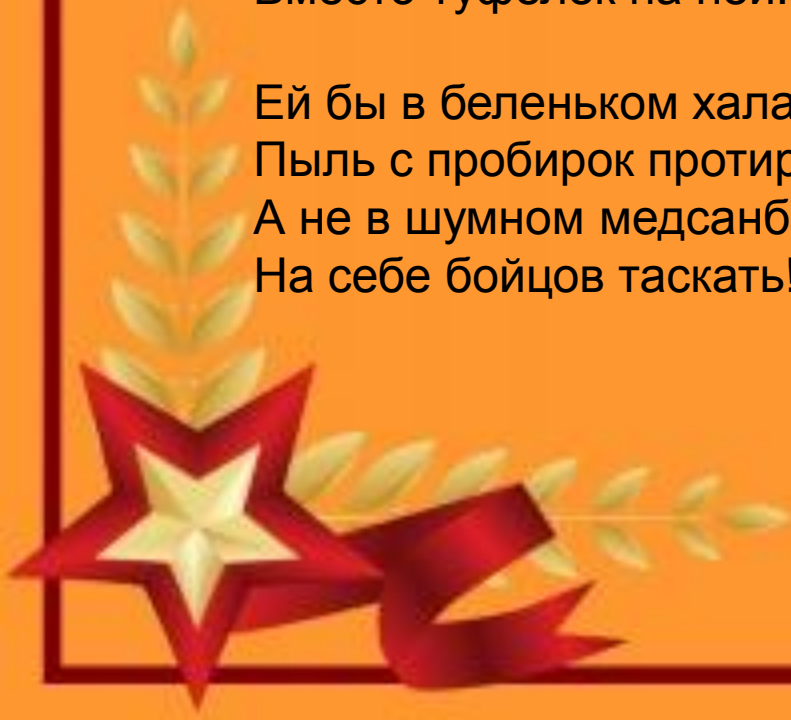 Ей бы в беленьком хала
Пыль с пробирок протир
А не в шумном медсанб
На себе бойцов таскать!